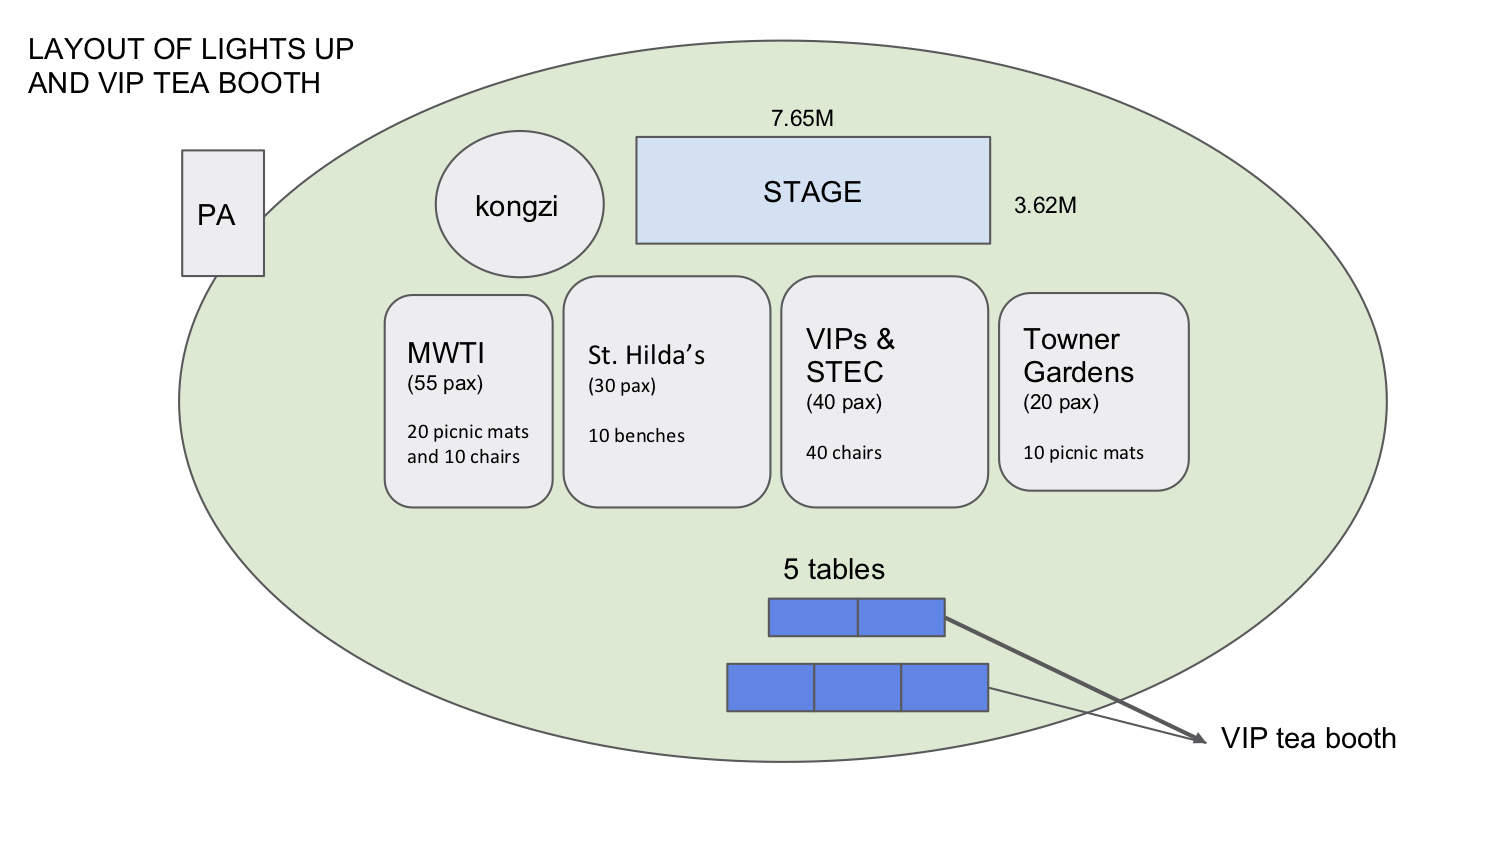 LAYOUT OF LIGHTS UP
AND VIP TEA BOOTH
7.65M
PA
kongzi
STAGE
3.62M
MWTI
(55 pax)
20 picnic mats
and 10 chairs
St. Hilda’s
(30 pax)
10 benches
VIPs &
STEC
(40 pax)
40 chairs
Towner
Gardens
(20 pax)
10 picnic mats
5 tables
VIP tea booth